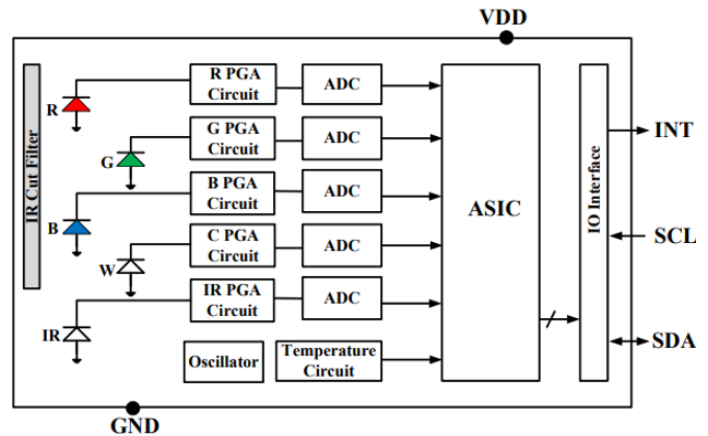 VDD
IR Cut Filter
R
R PGA
Circuit
ADC
G
G PGA
Circuit
ADC
B
B PGA
Circuit
ADC
W
C PGA
Circuit
ADC
IR
IR PGA
Circuit
ADC
Oscillator
Temperature
Circuit
ASIC
IO Interface
INT
SCL
SDA
GND